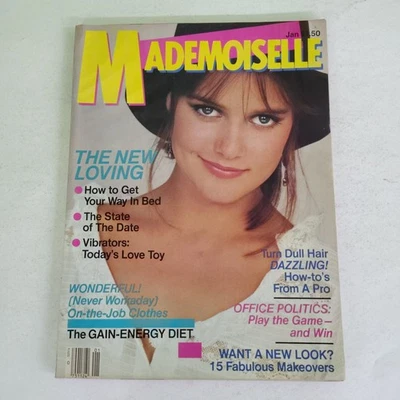 Jan $1.50
MADEMOISELLE
THE NEW
LOVING
How to Get
Your Way In Bed
The State
of The Date
Vibrators:
Today's Love Toy
WONDERFUL!
(Never Workaday)
On-the-Job Clothes
The GAIN-ENERGY DIET
Turn Dull Hair
DAZZLING!
How-to's
From A Pro
OFFICE POLITICS:
Play the Game—
and Win
WANT A NEW LOOK?
15 Fabulous Makeovers